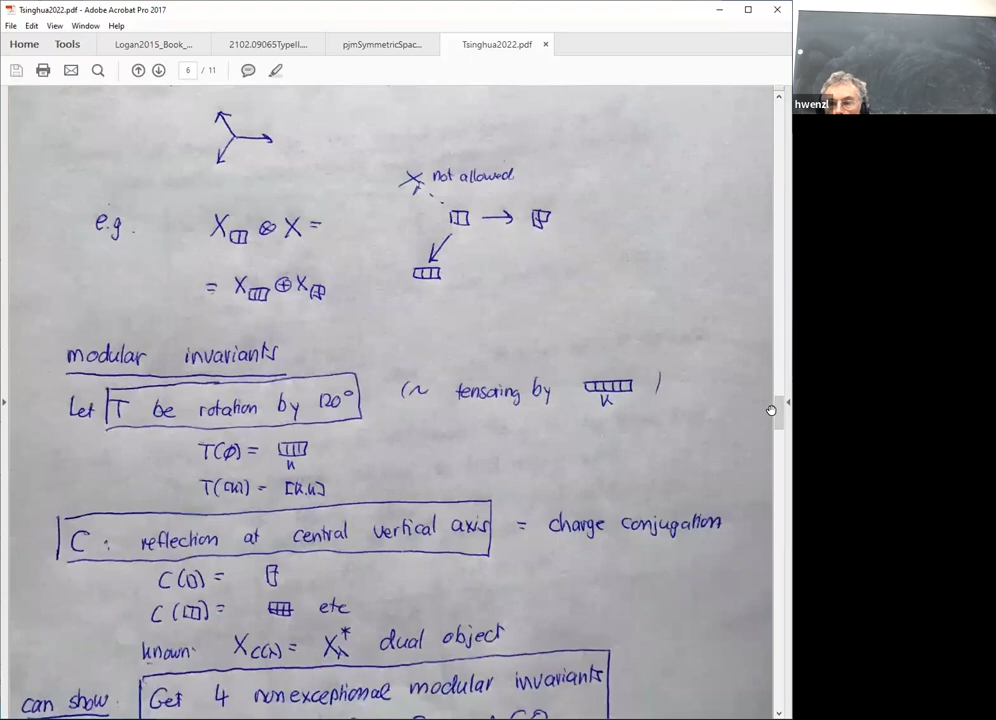 Tsinghua2022.pdf - Adobe Acrobat Pro 2017
File Edit View Window Help
Home Tools Logan2015_Book_... 2102.09065TypeII.... pjmSymmetricSpac... Tsinghua2022.pdf ×
6 / 11
hwenzl
not allowed
e.g. X ⊗ X =
= X ⊕ X
modular invariants
Let T be rotation by 120° (~ tensoring by k )
T(φ) =
k
T([k]) = [k,k]
C : reflection at central vertical axis = charge conjugation
C(□) =
C(□□) = etc
known: X_C(λ) = X_λ^* dual object
can show: Get 4 nonexceptional modular invariants